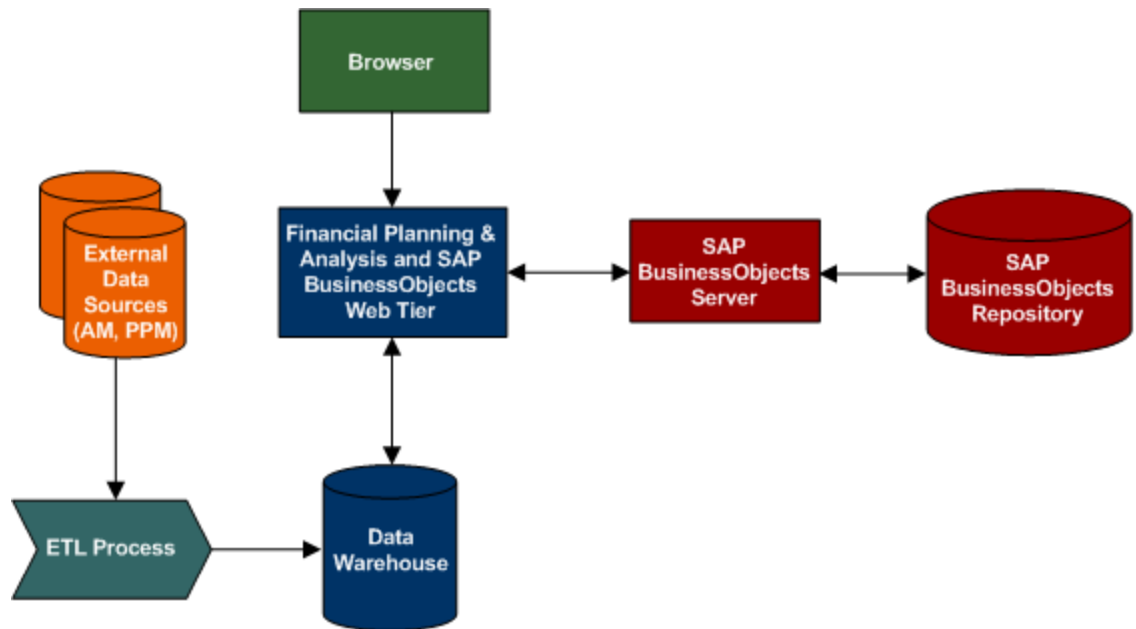 Browser
External
Data
Sources
(AM, PPM)
Financial Planning &
Analysis and SAP
BusinessObjects
Web Tier
SAP
BusinessObjects
Server
SAP
BusinessObjects
Repository
ETL Process
Data
Warehouse